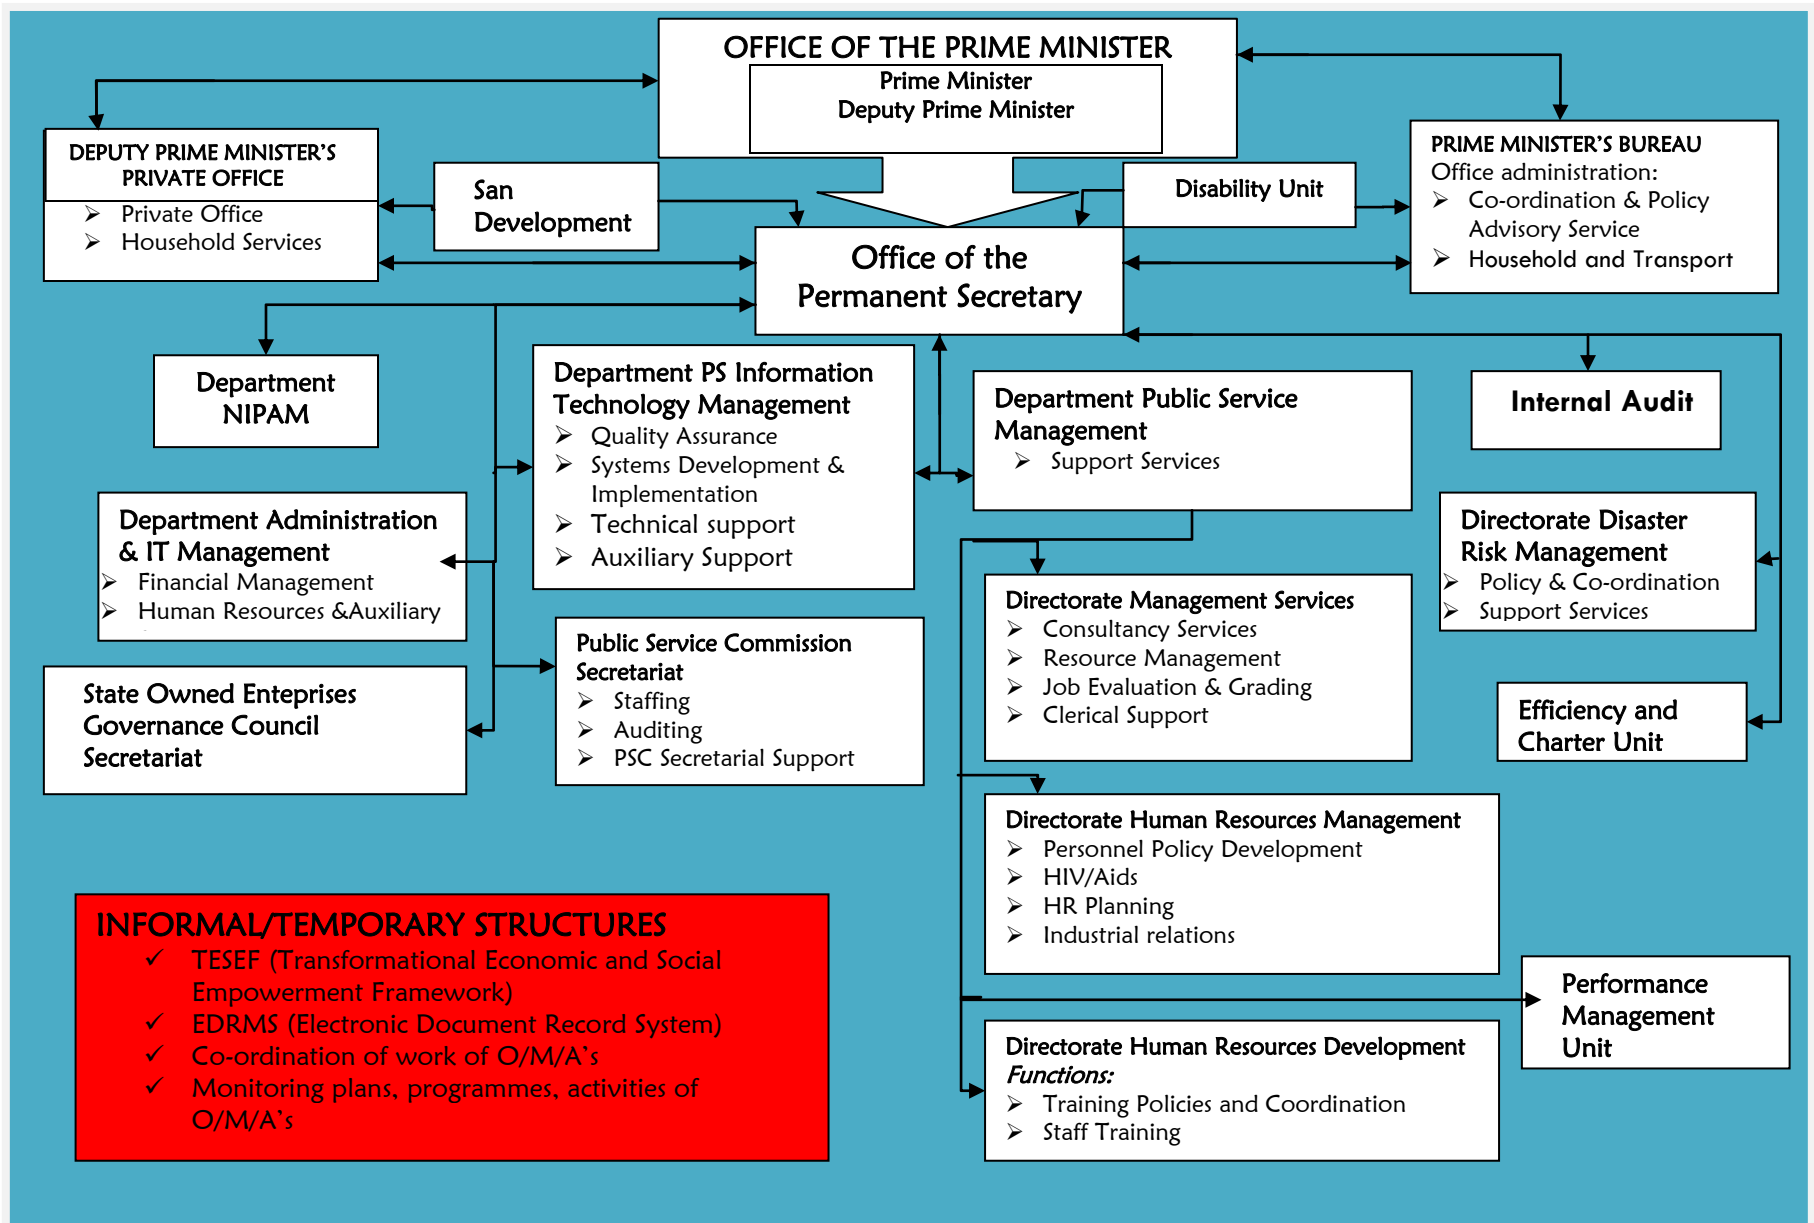 OFFICE OF THE PRIME MINISTER
Prime Minister
Deputy Prime Minister
DEPUTY PRIME MINISTER'S
PRIVATE OFFICE
➢ Private Office
➢ Household Services
San
Development
Disability Unit
PRIME MINISTER'S BUREAU
Office administration:
➢ Co-ordination & Policy
Advisory Service
➢ Household and Transport
Office of the
Permanent Secretary
Department
NIPAM
Department PS Information
Technology Management
➢ Quality Assurance
➢ Systems Development &
Implementation
➢ Technical support
➢ Auxiliary Support
Department Public Service
Management
➢ Support Services
Internal Audit
Department Administration
& IT Management
➢ Financial Management
➢ Human Resources &Auxiliary
Directorate Disaster
Risk Management
➢ Policy & Co-ordination
➢ Support Services
Directorate Management Services
➢ Consultancy Services
➢ Resource Management
➢ Job Evaluation & Grading
➢ Clerical Support
Public Service Commission
Secretariat
➢ Staffing
➢ Auditing
➢ PSC Secretarial Support
State Owned Enteprises
Governance Council
Secretariat
Efficiency and
Charter Unit
Directorate Human Resources Management
➢ Personnel Policy Development
➢ HIV/Aids
➢ HR Planning
➢ Industrial relations
INFORMAL/TEMPORARY STRUCTURES
✓ TESEF (Transformational Economic and Social
Empowerment Framework)
✓ EDRMS (Electronic Document Record System)
✓ Co-ordination of work of O/M/A's
✓ Monitoring plans, programmes, activities of
O/M/A's
Performance
Management
Unit
Directorate Human Resources Development
Functions:
➢ Training Policies and Coordination
➢ Staff Training